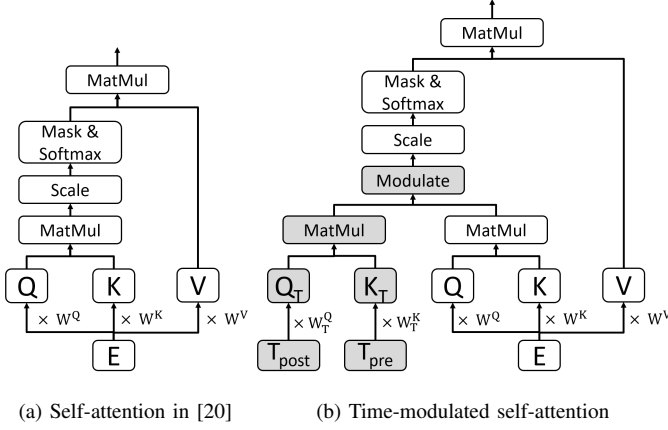 MatMul
Mask &
Softmax
Scale
MatMul
Q K V
× W^Q × W^K × W^V
E
(a) Self-attention in [20]
MatMul
Mask &
Softmax
Scale
Modulate
MatMul MatMul
Q_T K_T Q K V
× W_T^Q × W_T^K × W^Q × W^K × W^V
T_post T_pre E
(b) Time-modulated self-attention